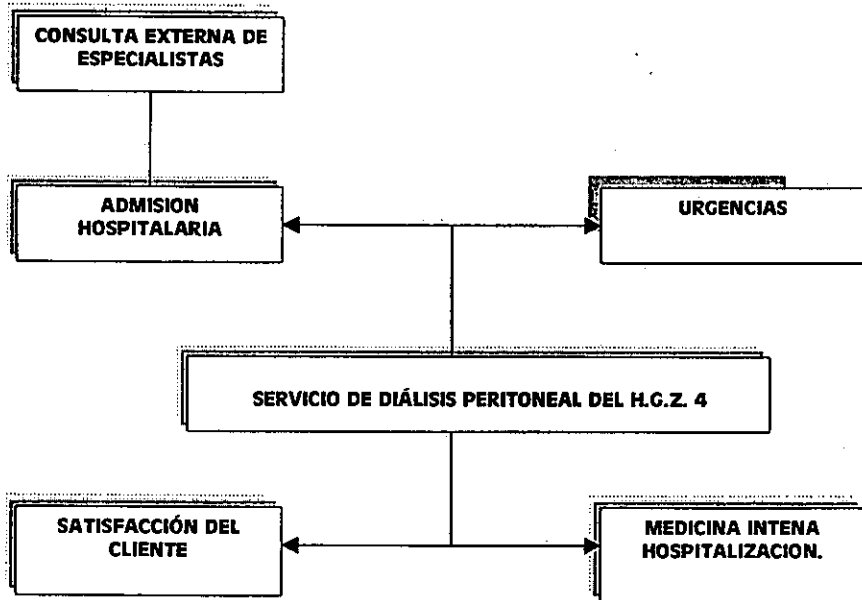 CONSULTA EXTERNA DE
ESPECIALISTAS
ADMISION
HOSPITALARIA
URGENCIAS
SERVICIO DE DIÁLISIS PERITONEAL DEL H.G.Z. 4
SATISFACCIÓN DEL
CLIENTE
MEDICINA INTENA
HOSPITALIZACION.